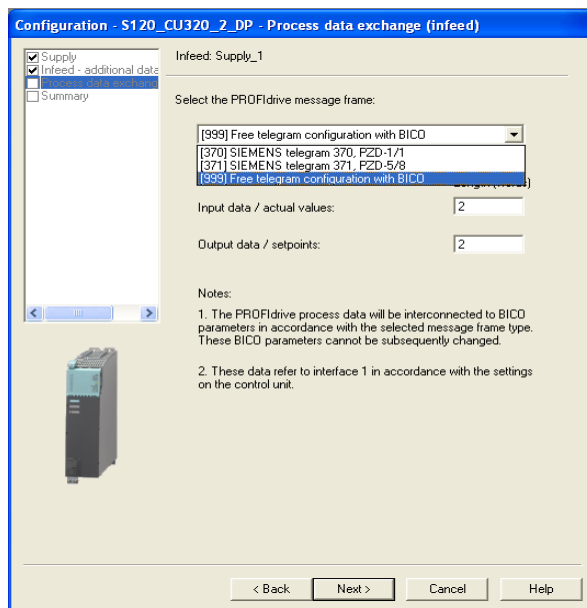 Configuration - S120_CU320_2_DP - Process data exchange (infeed)
Supply
Infeed - additional data
Process data exchang
Summary
Infeed: Supply_1
Select the PROFIdrive message frame:
[999] Free telegram configuration with BICO
[370] SIEMENS telegram 370, PZD-1/1
[371] SIEMENS telegram 371, PZD-5/8
[999] Free telegram configuration with BICO
Input data / actual values:
2
Output data / setpoints:
2
Notes:
1. The PROFIdrive process data will be interconnected to BICO
parameters in accordance with the selected message frame type.
These BICO parameters cannot be subsequently changed.
2. These data refer to interface 1 in accordance with the settings
on the control unit.
< Back
Next >
Cancel
Help